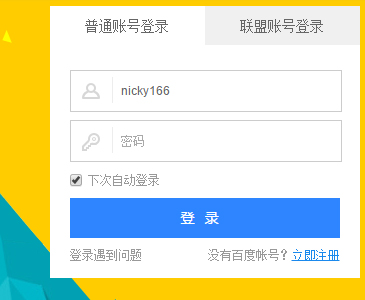 普通账号登录 联盟账号登录
nicky166
密码
下次自动登录
登 录
登录遇到问题 没有百度帐号？立即注册